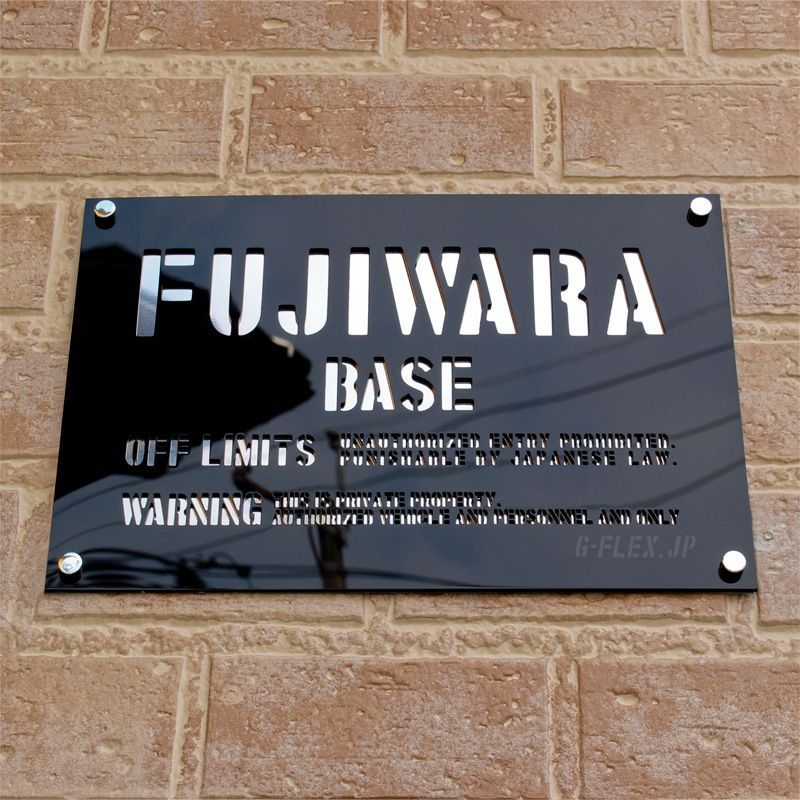 FUJIWARA
BASE
OFF LIMITS
UNAUTHORIZED ENTRY PROHIBITED.
PUNISHABLE BY JAPANESE LAW.
WARNING
THIS IS PRIVATE PROPERTY.
AUTHORIZED VEHICLE AND PERSONNEL AND ONLY
G-FLEX.JP